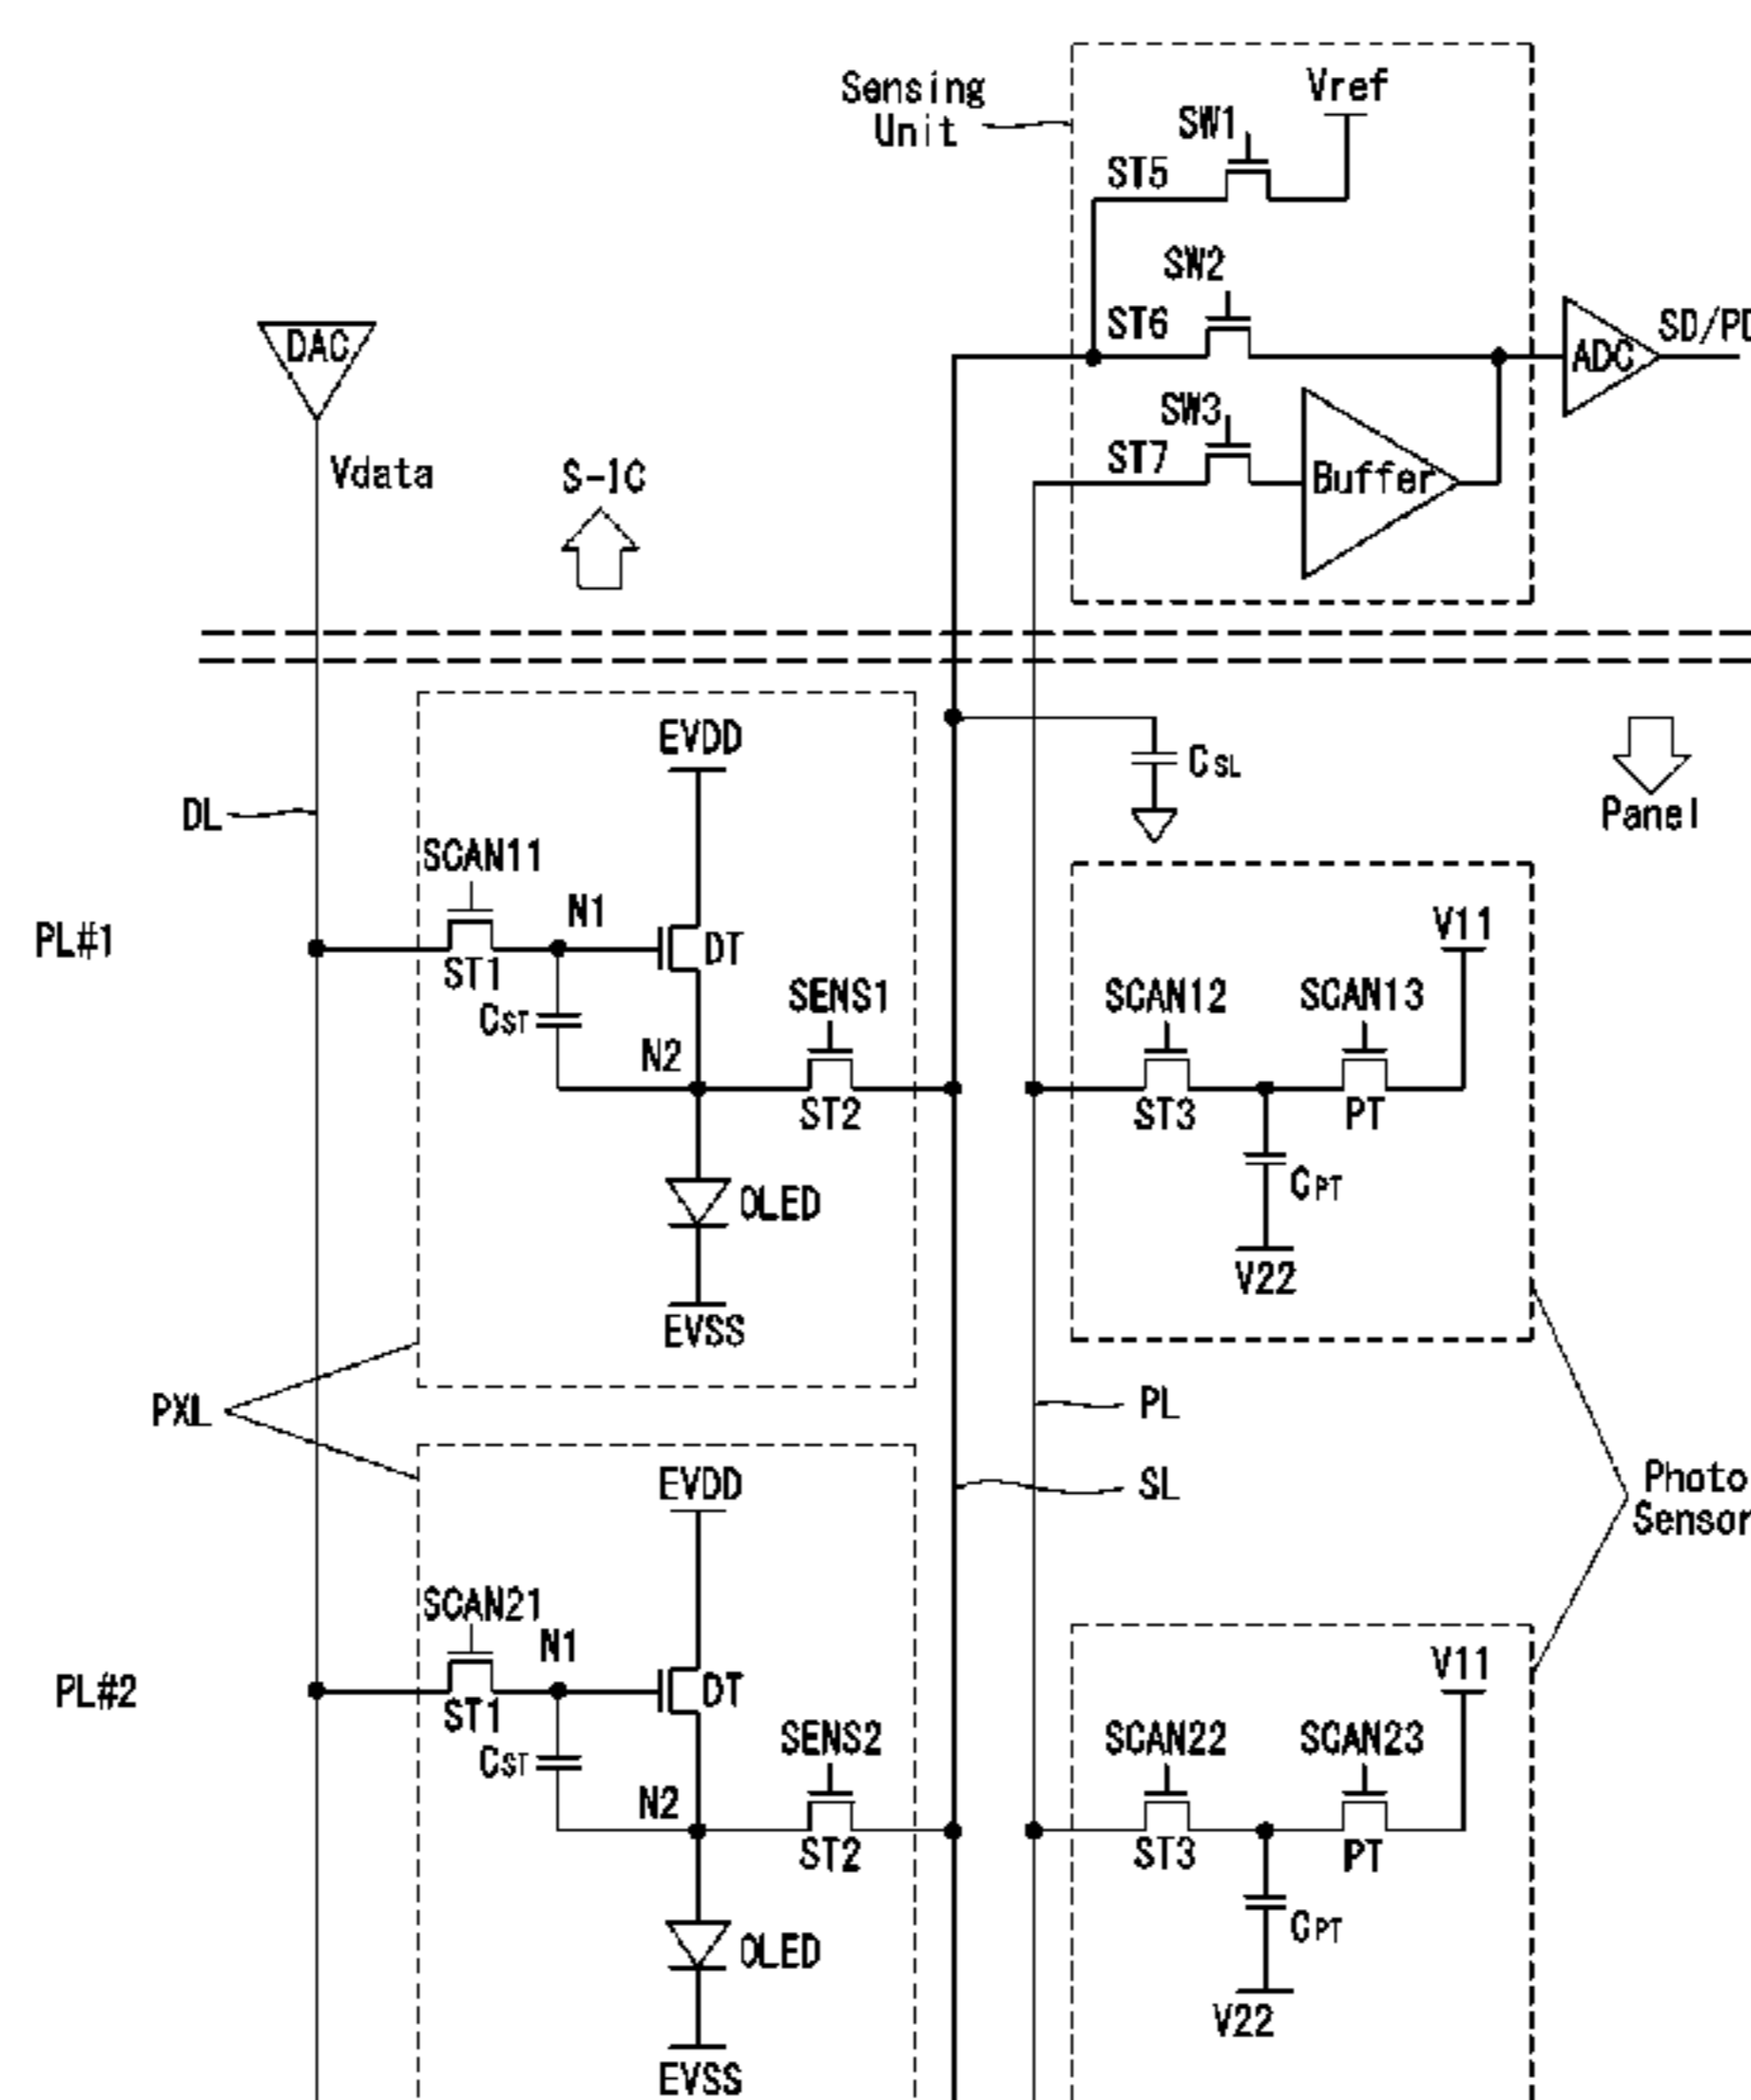 Sensing
Unit
Vref
SW1
ST5
SW2
ST6
SW3
ST7
Buffer
ADC
SD/PD
DAC
Vdata
S-IC
Panel
DL
PL#1
EVDD
SCAN11
N1
DT
ST1
CST
N2
SENS1
ST2
OLED
EVSS
CSL
V11
SCAN12
SCAN13
ST3
PT
CPT
V22
PXL
PL
SL
Photo
Sensor
PL#2
EVDD
SCAN21
N1
DT
ST1
CST
N2
SENS2
ST2
OLED
EVSS
V11
SCAN22
SCAN23
ST3
PT
CPT
V22